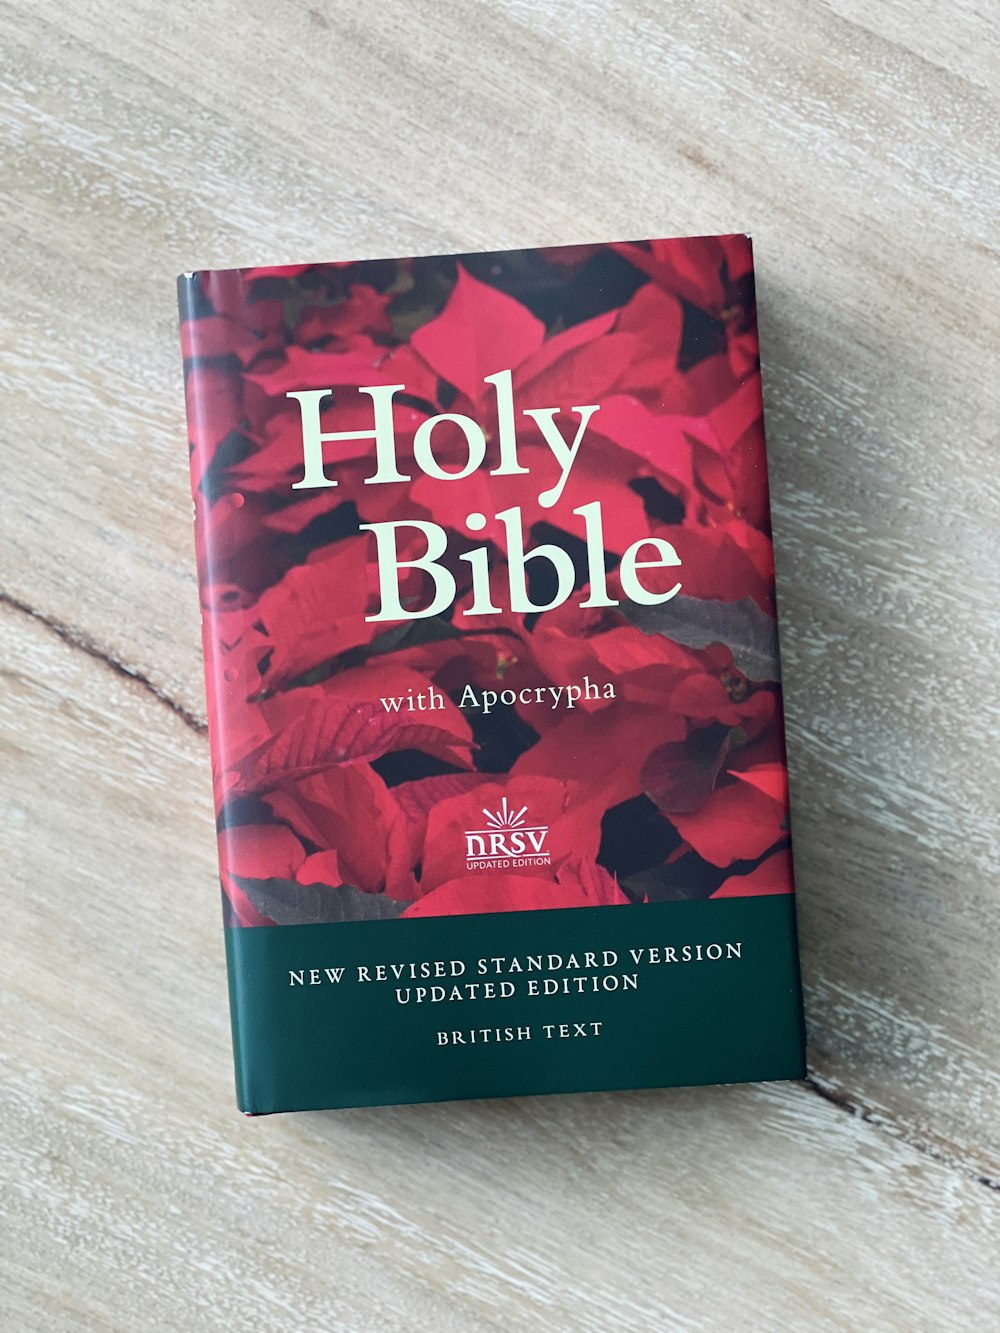 Holy
Bible
with Apocrypha
NRSV
UPDATED EDITION
NEW REVISED STANDARD VERSION
UPDATED EDITION
BRITISH TEXT